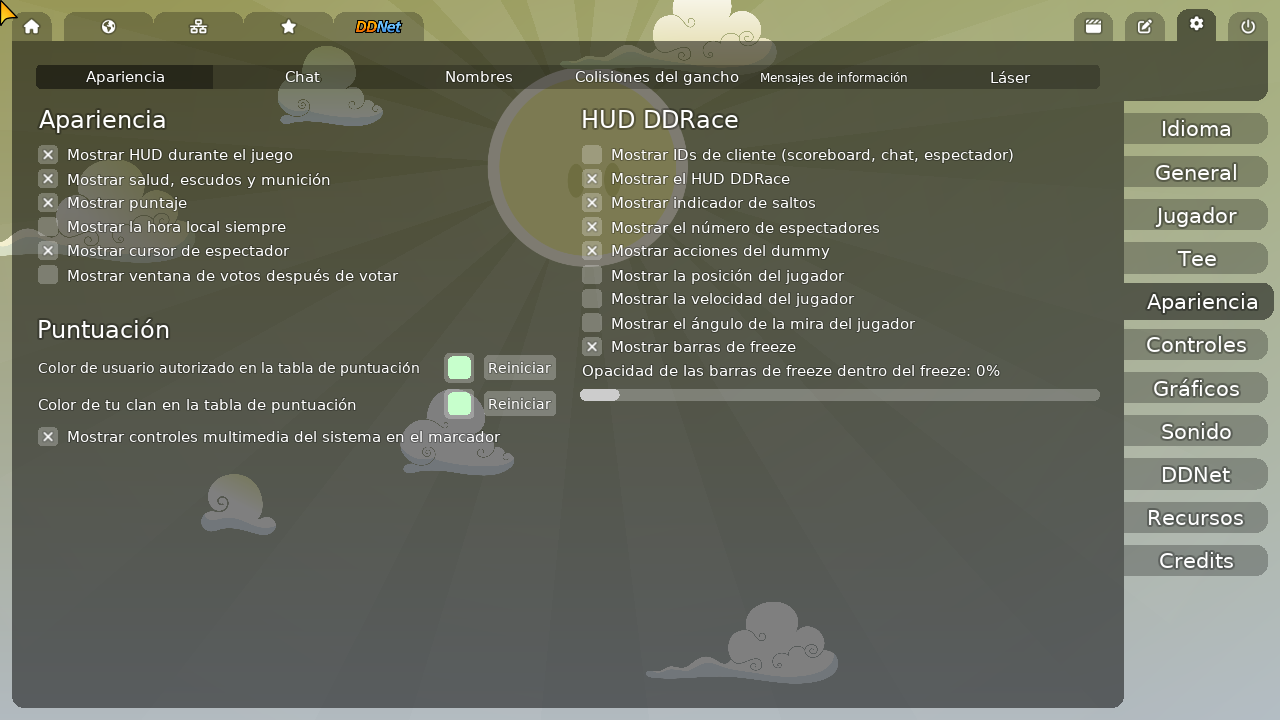 DDNet
Apariencia
Chat
Nombres
Colisiones del gancho
Mensajes de información
Láser
Apariencia
Mostrar HUD durante el juego
Mostrar salud, escudos y munición
Mostrar puntaje
Mostrar la hora local siempre
Mostrar cursor de espectador
Mostrar ventana de votos después de votar
Puntuación
Color de usuario autorizado en la tabla de puntuación
Reiniciar
Color de tu clan en la tabla de puntuación
Reiniciar
Mostrar controles multimedia del sistema en el marcador
HUD DDRace
Mostrar IDs de cliente (scoreboard, chat, espectador)
Mostrar el HUD DDRace
Mostrar indicador de saltos
Mostrar el número de espectadores
Mostrar acciones del dummy
Mostrar la posición del jugador
Mostrar la velocidad del jugador
Mostrar el ángulo de la mira del jugador
Mostrar barras de freeze
Opacidad de las barras de freeze dentro del freeze: 0%
Idioma
General
Jugador
Tee
Apariencia
Controles
Gráficos
Sonido
DDNet
Recursos
Credits